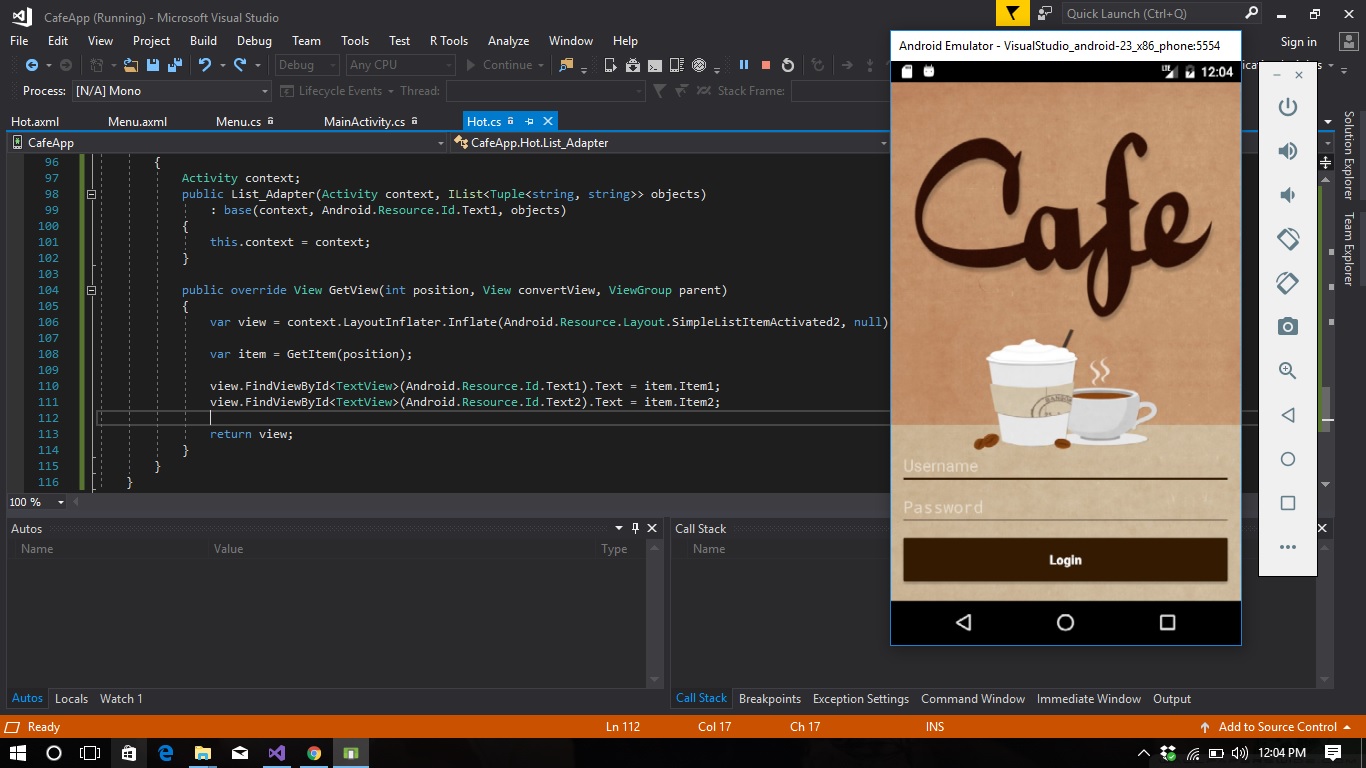 CafeApp (Running) - Microsoft Visual Studio
Quick Launch (Ctrl+Q)
File Edit View Project Build Debug Team Tools Test R Tools Analyze Window Help
Sign in
Debug Any CPU Continue
Process: [N/A] Mono Lifecycle Events Thread: Stack Frame:
Hot.axml Menu.axml Menu.cs MainActivity.cs Hot.cs
CafeApp CafeApp.Hot.List_Adapter
96 {
97 Activity context;
98 public List_Adapter(Activity context, IList<Tuple<string, string>> objects)
99 : base(context, Android.Resource.Id.Text1, objects)
100 {
101 this.context = context;
102 }
103
104 public override View GetView(int position, View convertView, ViewGroup parent)
105 {
106 var view = context.LayoutInflater.Inflate(Android.Resource.Layout.SimpleListItemActivated2, null)
107
108 var item = GetItem(position);
109
110 view.FindViewById<TextView>(Android.Resource.Id.Text1).Text = item.Item1;
111 view.FindViewById<TextView>(Android.Resource.Id.Text2).Text = item.Item2;
112
113 return view;
114 }
115 }
116 }
100 %
Autos
Name Value Type
Call Stack
Name
Autos Locals Watch 1
Call Stack Breakpoints Exception Settings Command Window Immediate Window Output
Ready Ln 112 Col 17 Ch 17 INS Add to Source Control
Solution Explorer
Team Explorer
Android Emulator - VisualStudio_android-23_x86_phone:5554
12:04
Cafe
Username
Password
Login
12:04 PM